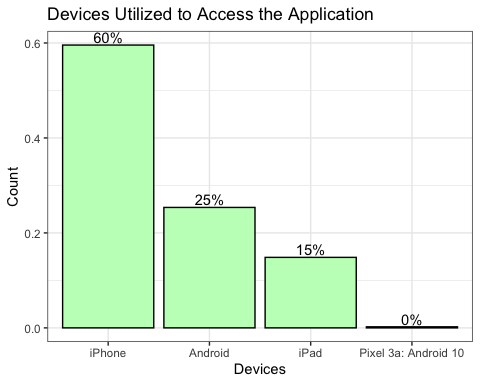 Devices Utilized to Access the Application
0.6
60%
0.4
Count
25%
0.2
15%
0.0
0%
iPhone Android iPad Pixel 3a: Android 10
Devices